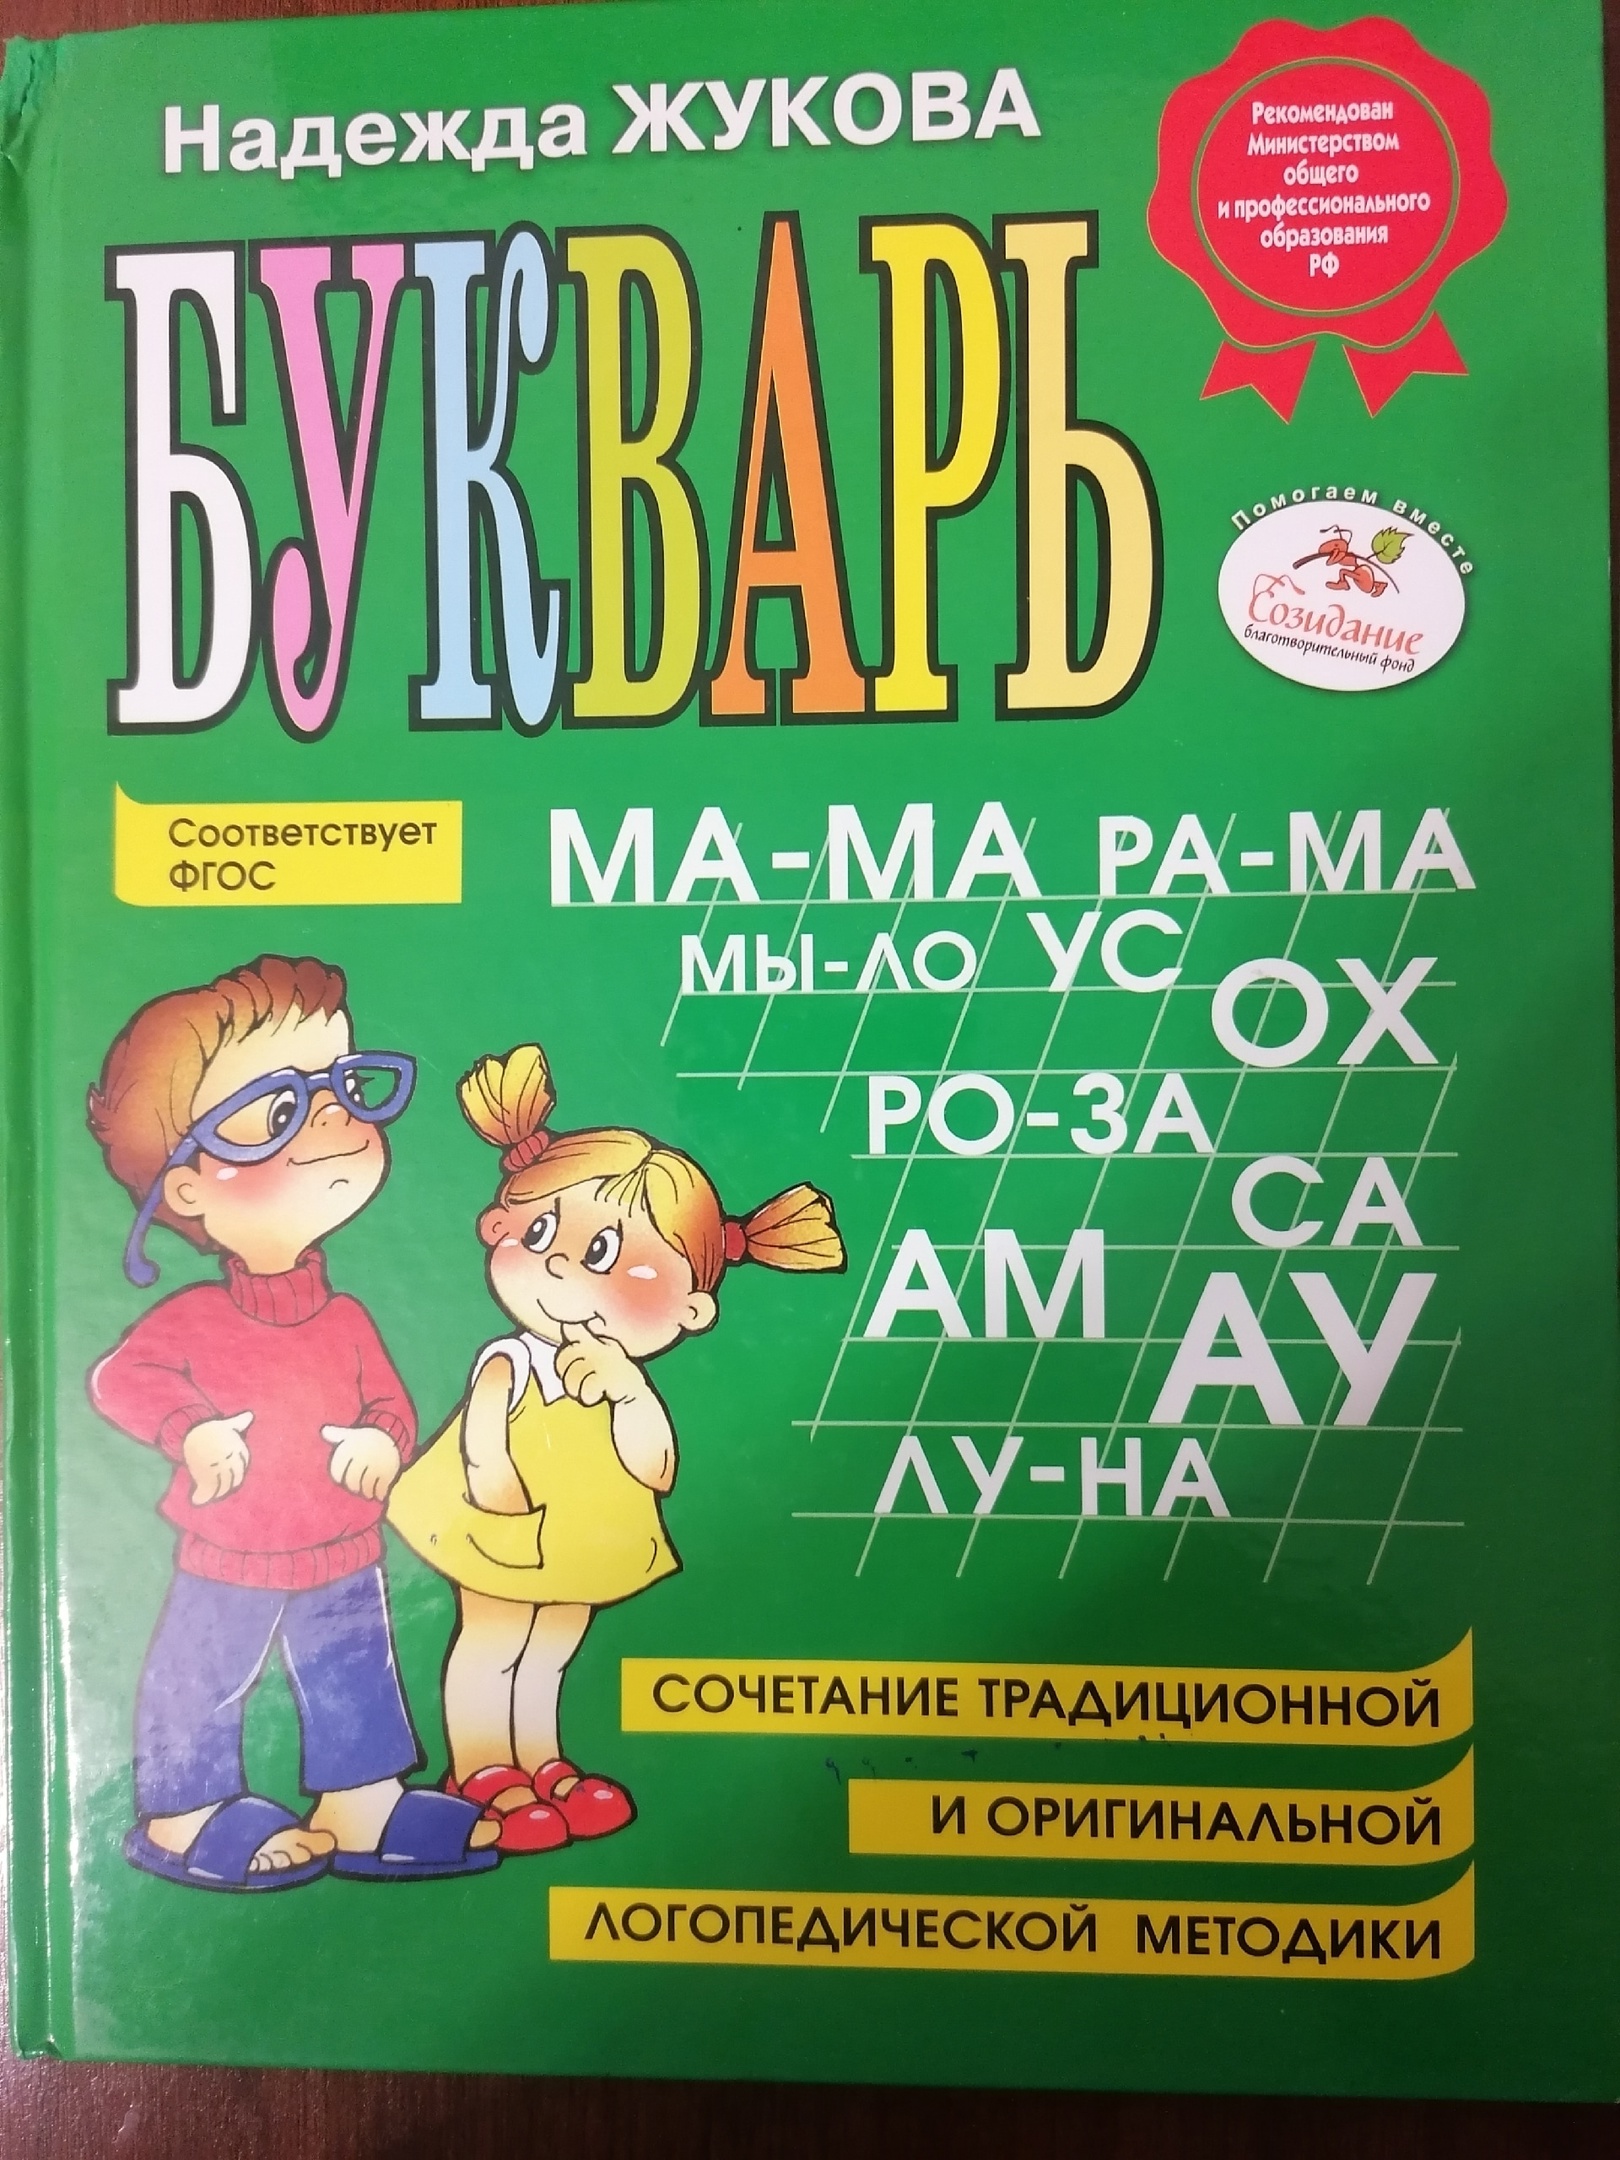 Надежда ЖУКОВА
Рекомендован
Министерством
общего
и профессионального
образования
РФ
БУКВАРЬ
Помогаем вместе
Созидание
благотворительный фонд
Соответствует
ФГОС
МА-МА РА-МА
МЫ-ЛО УС
ОХ
РО-ЗА
СА
АМ
АУ
ЛУ-НА
СОЧЕТАНИЕ ТРАДИЦИОННОЙ
И ОРИГИНАЛЬНОЙ
ЛОГОПЕДИЧЕСКОЙ МЕТОДИКИ